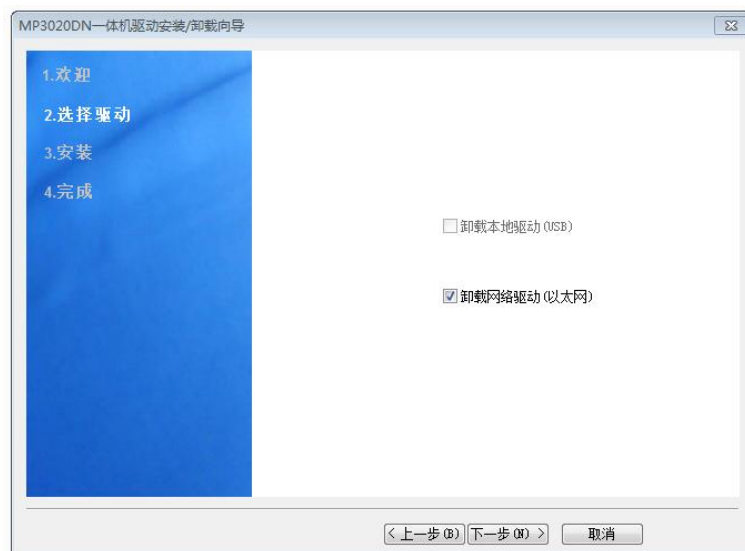 MP3020DN一体机驱动安装/卸载向导
1.欢迎
2.选择驱动
3.安装
4.完成
卸载本地驱动(USB)
卸载网络驱动(以太网)
< 上一步(B) 下一步(N) > 取消